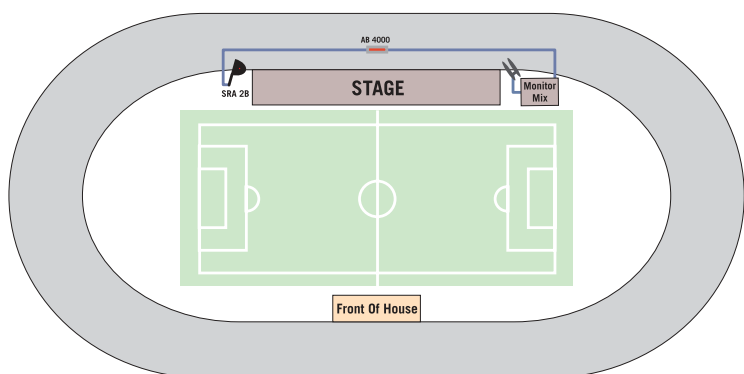 AB 4000
SRA 2B
STAGE
Monitor
Mix
Front Of House